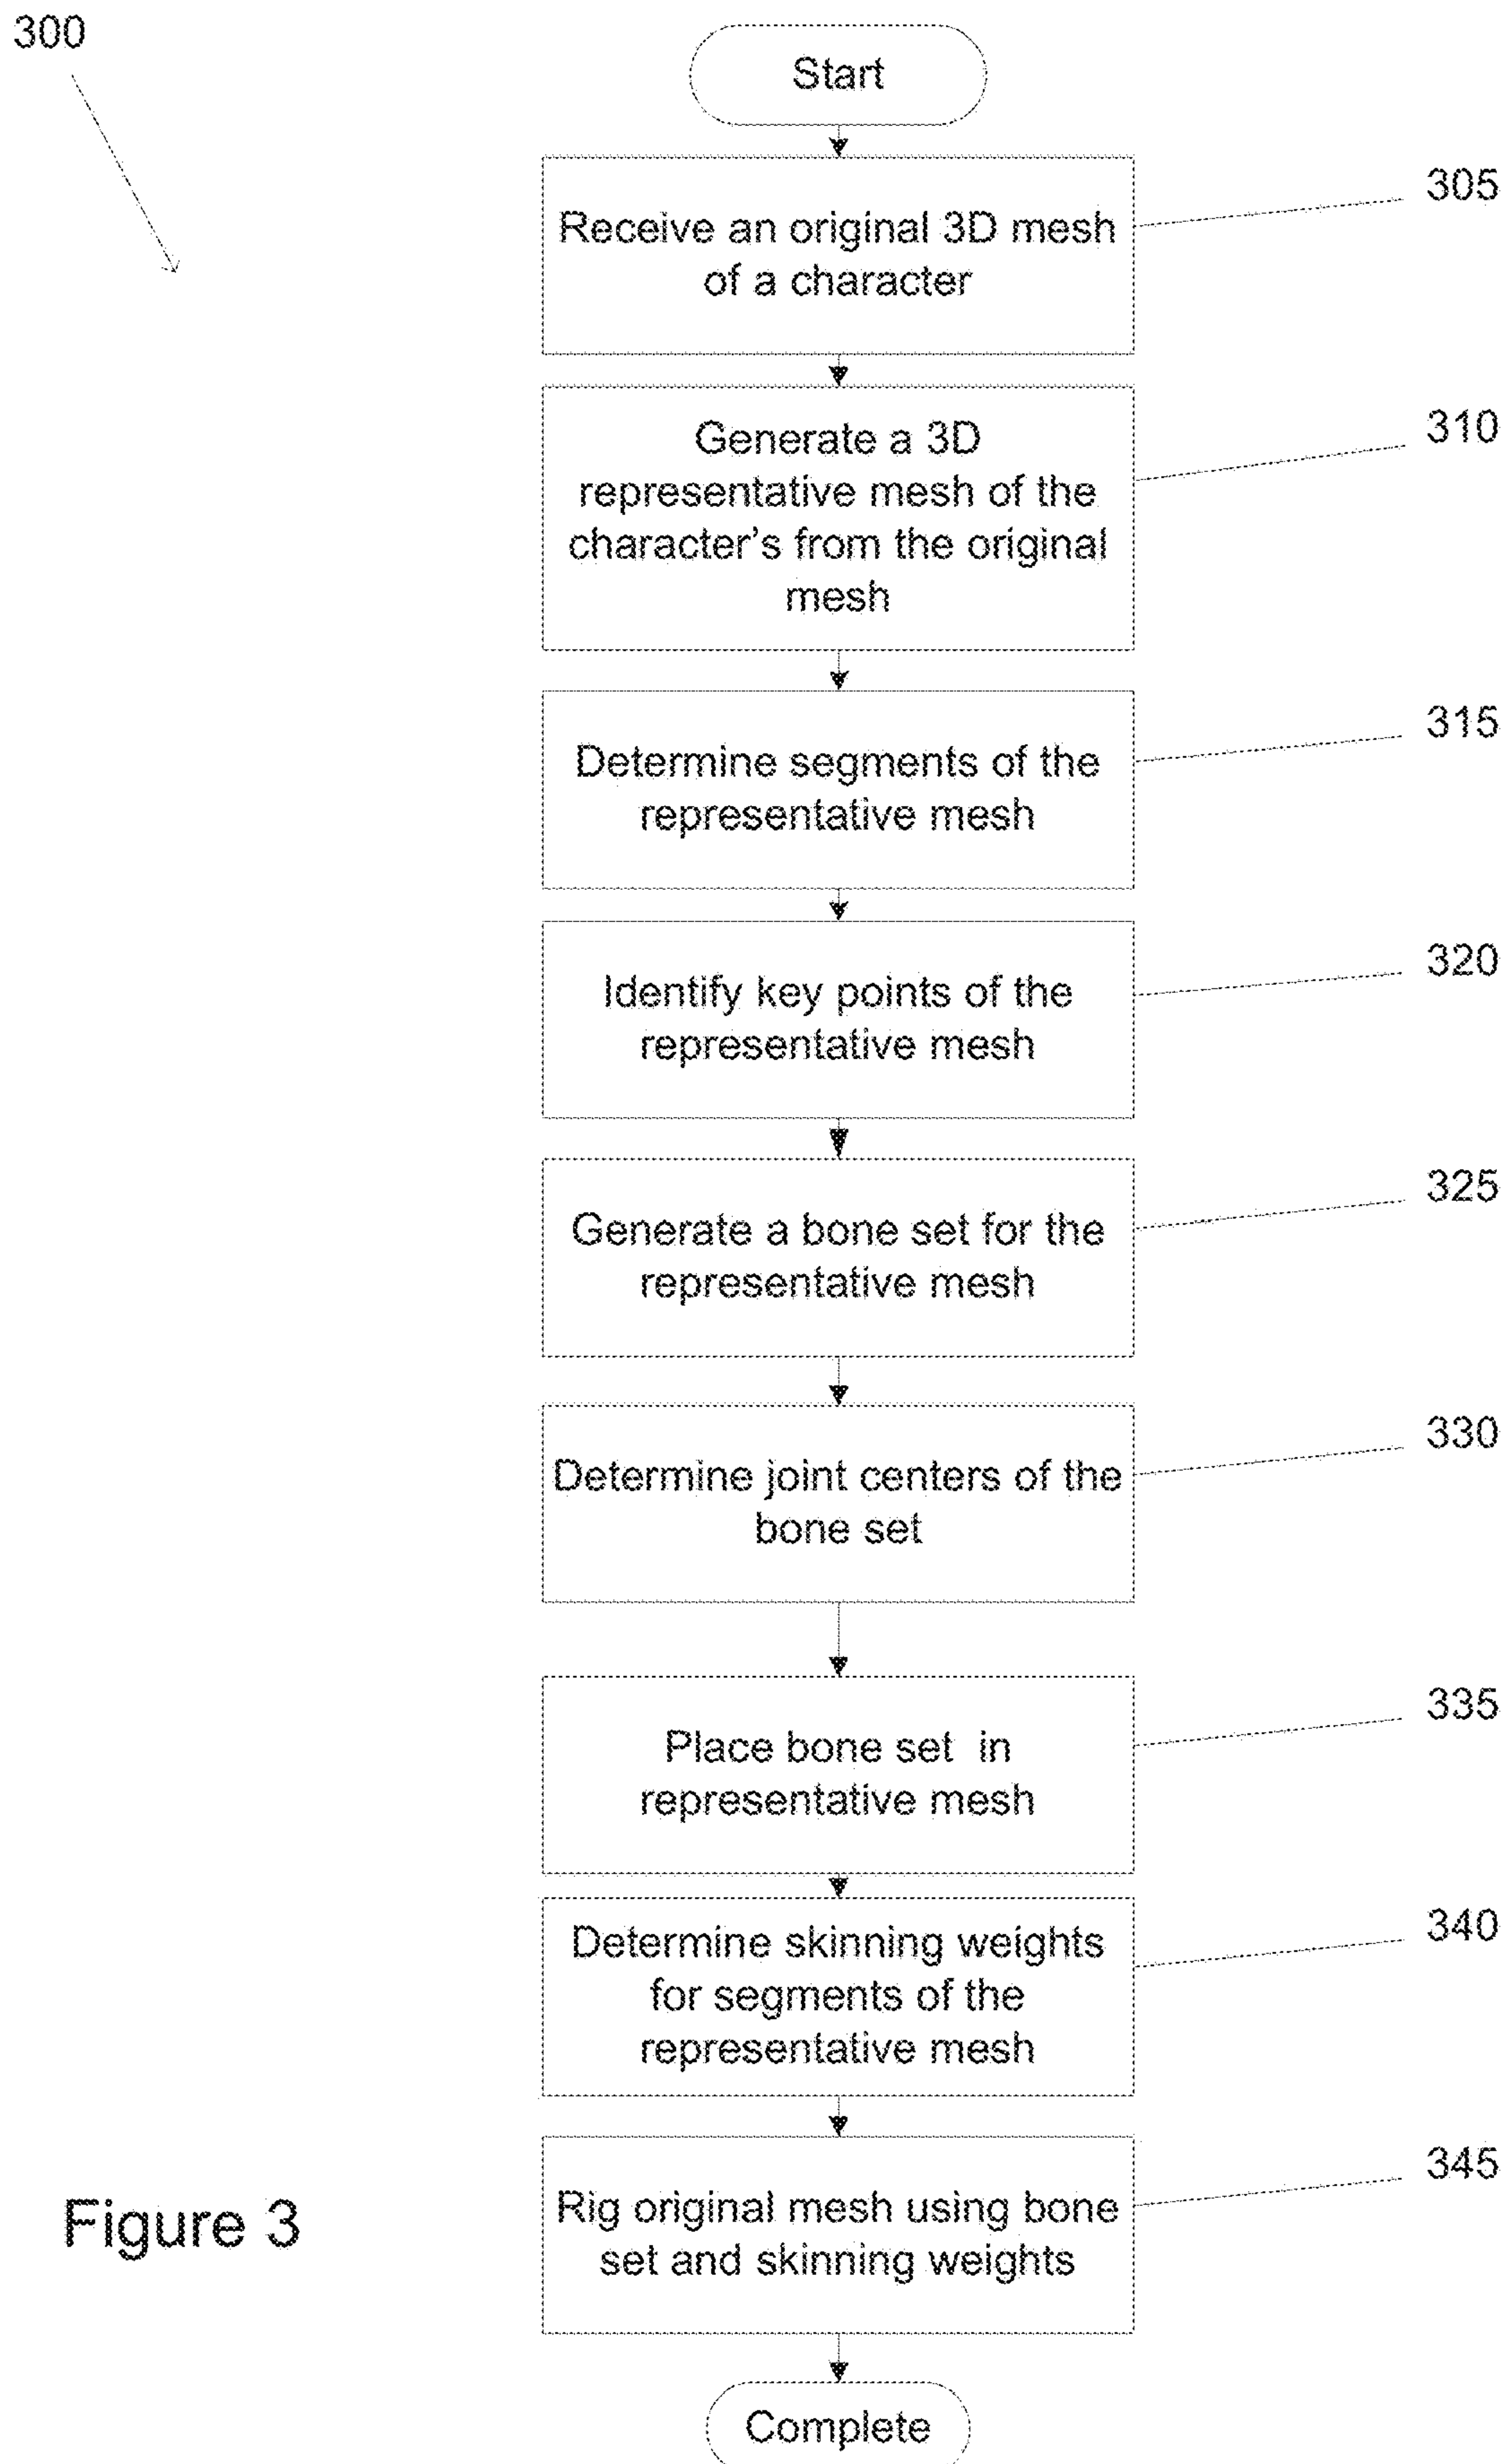 300
Start
305
Receive an original 3D mesh
of a character
310
Generate a 3D
representative mesh of the
character's from the original
mesh
315
Determine segments of the
representative mesh
320
Identify key points of the
representative mesh
325
Generate a bone set for the
representative mesh
330
Determine joint centers of the
bone set
335
Place bone set in
representative mesh
340
Determine skinning weights
for segments of the
representative mesh
345
Rig original mesh using bone
set and skinning weights
Figure 3
Complete